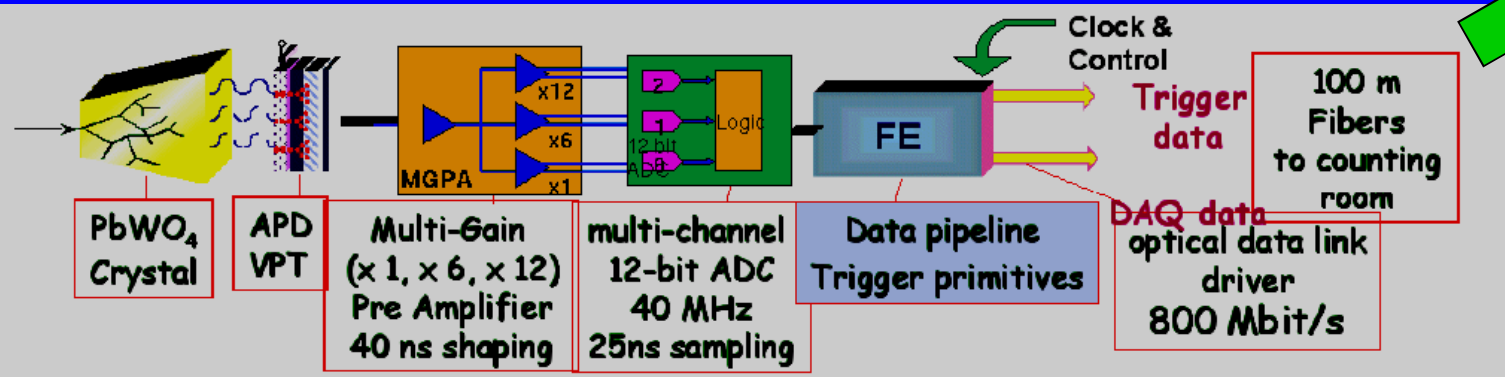 Clock &
Control
x12
x6
x1
MGPA
2
1
12 bit
ADC
0
Logic
FE
Trigger
data
DAQ data
100 m
Fibers
to counting
room
PbWO₄
Crystal
APD
VPT
Multi-Gain
(x 1, x 6, x 12)
Pre Amplifier
40 ns shaping
multi-channel
12-bit ADC
40 MHz
25ns sampling
Data pipeline
Trigger primitives
optical data link
driver
800 Mbit/s